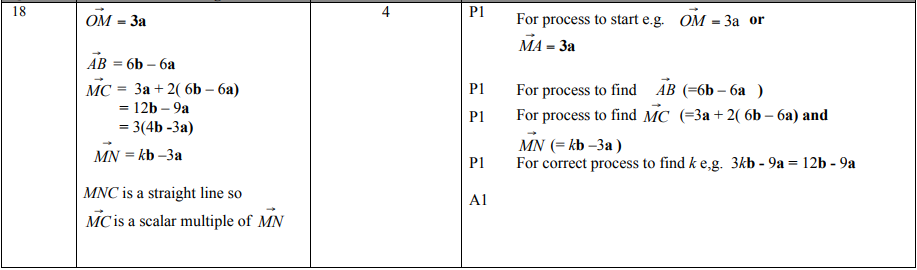 18
OM→ = 3a
AB→ = 6b – 6a
MC→ = 3a + 2( 6b – 6a)
= 12b – 9a
= 3(4b -3a)
MN→ = kb –3a
MNC is a straight line so
MC→ is a scalar multiple of MN→
4
P1 For process to start e.g. OM→ = 3a or
MA→ = 3a
P1 For process to find AB→ (=6b – 6a )
P1 For process to find MC→ (=3a + 2( 6b – 6a) and
MN→ (= kb –3a )
P1 For correct process to find k e,g. 3kb - 9a = 12b - 9a
A1